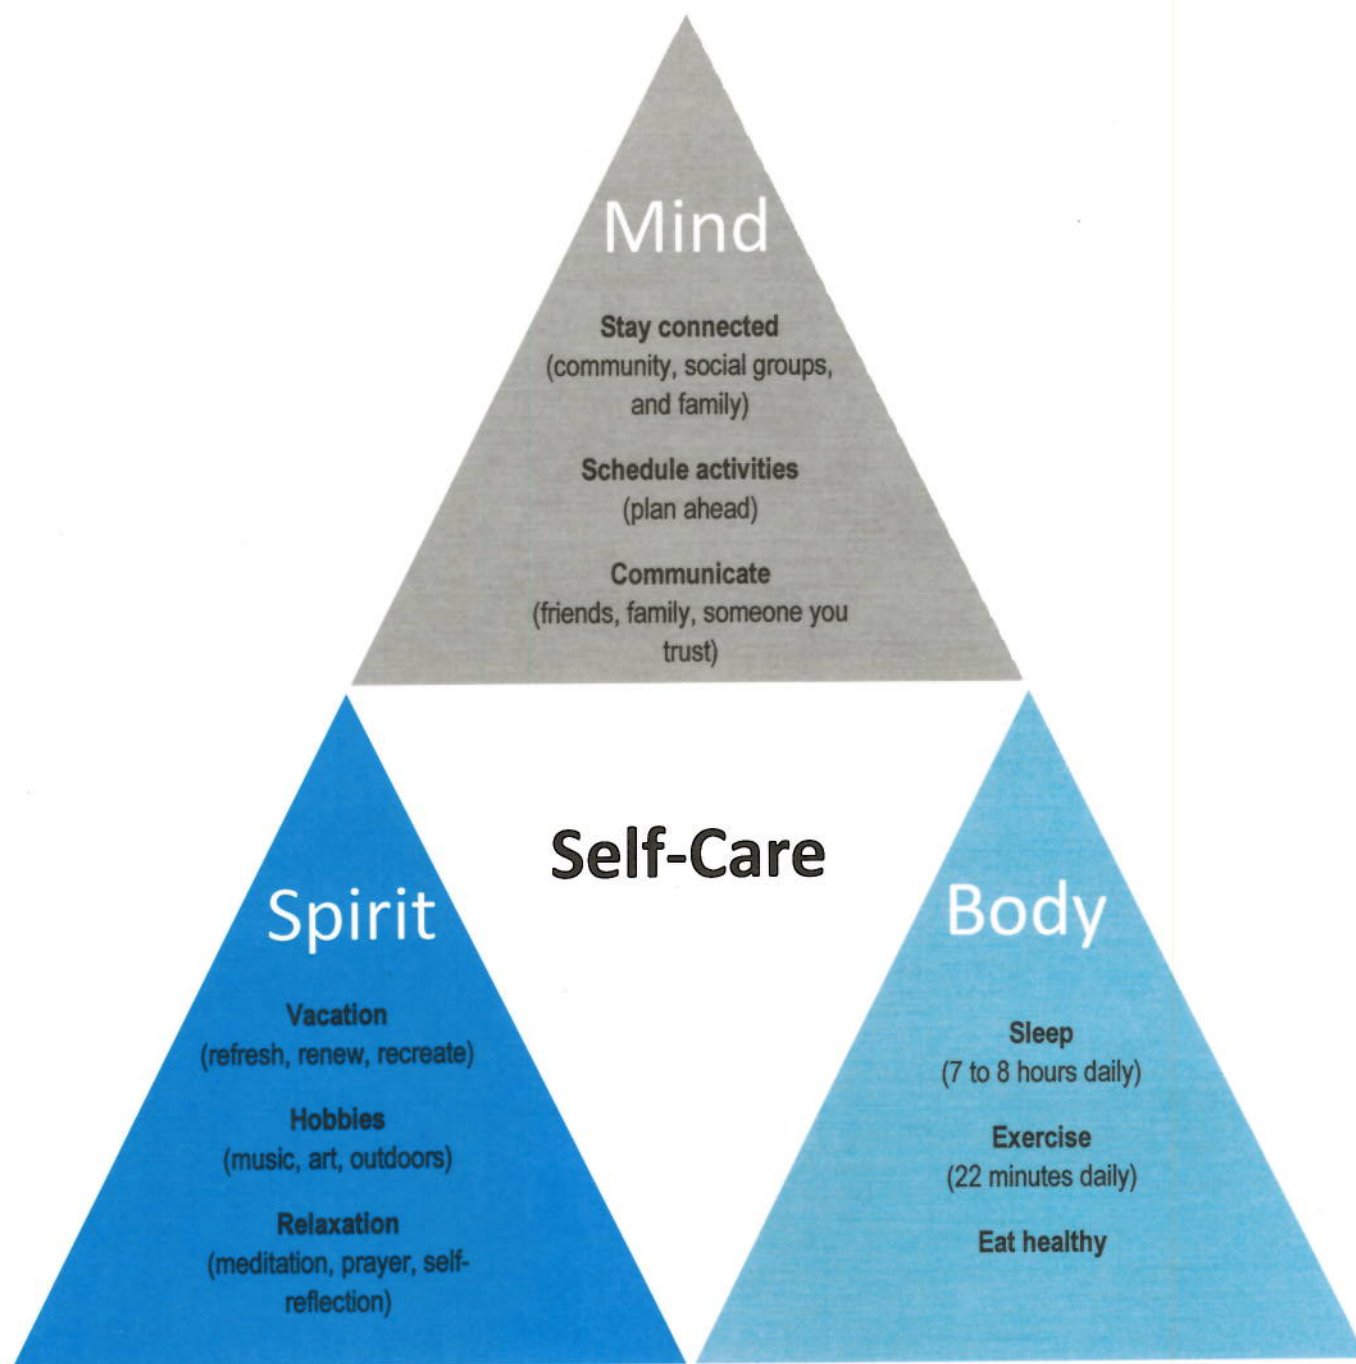 Mind
Stay connected
(community, social groups,
and family)
Schedule activities
(plan ahead)
Communicate
(friends, family, someone you
trust)
Self-Care
Spirit
Vacation
(refresh, renew, recreate)
Hobbies
(music, art, outdoors)
Relaxation
(meditation, prayer, self-
reflection)
Body
Sleep
(7 to 8 hours daily)
Exercise
(22 minutes daily)
Eat healthy